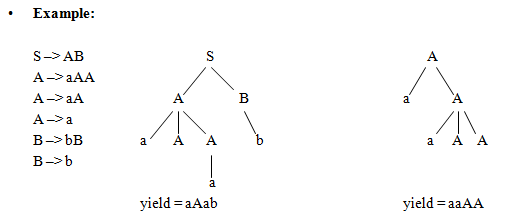 • Example:
S –> AB
A –> aAA
A –> aA
A –> a
B –> bB
B –> b
S
A B
a A A b
a
yield = aAab
A
a A
a A A
yield = aaAA